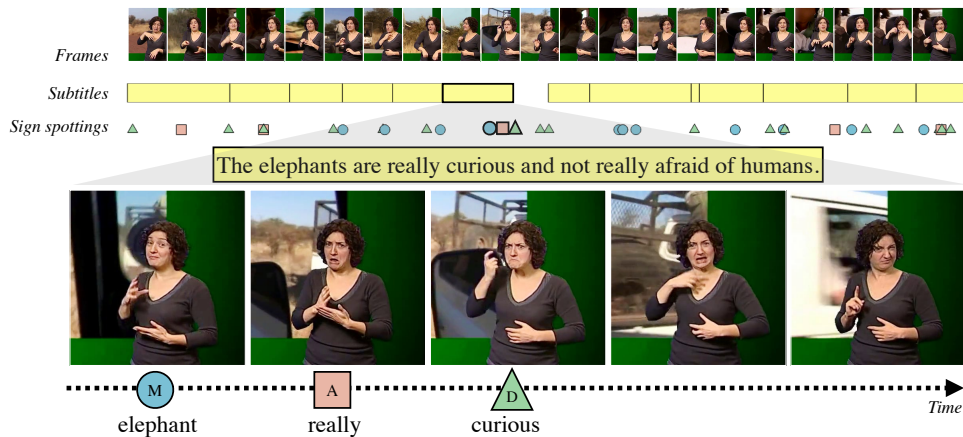 Frames
Subtitles
Sign spottings
The elephants are really curious and not really afraid of humans.
M
A
D
elephant
really
curious
Time